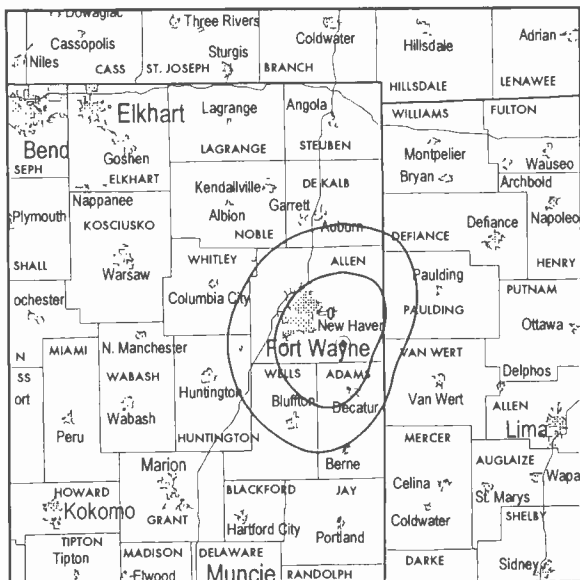 Dowagiac
Three Rivers
Coldwater
Hillsdale
Adrian
Cassopolis
Sturgis
Niles
CASS
ST. JOSEPH
BRANCH
HILLSDALE
LENAWEE
Elkhart
Lagrange
Angola
WILLIAMS
FULTON
Bend
Goshen
LAGRANGE
STEUBEN
Montpelier
Wauseo
SEPH
ELKHART
Kendallville
DE KALB
Bryan
Archbold
Nappanee
Albion
Garrett
Plymouth
KOSCIUSKO
NOBLE
Auburn
DEFIANCE
Defiance
Napoleo
SHALL
Warsaw
WHITLEY
ALLEN
Paulding
HENRY
ochester
Columbia City
PAULDING
PUTNAM
New Haven
Ottawa
N
MIAMI
N. Manchester
Fort Wayne
VAN WERT
SS
WABASH
WELLS
ADAMS
Delphos
ort
Huntington
Bluffton
Decatur
Van Wert
ALLEN
Wabash
Lima
Peru
HUNTINGTON
MERCER
Marion
Berne
AUGLAIZE
Wapa
HOWARD
BLACKFORD
JAY
Celina
St. Marys
Kokomo
GRANT
Hartford City
Portland
Coldwater
SHELBY
TIPTON
Tipton
MADISON
DELAWARE
DARKE
Sidney
Elwood
Muncie
RANDOLPH